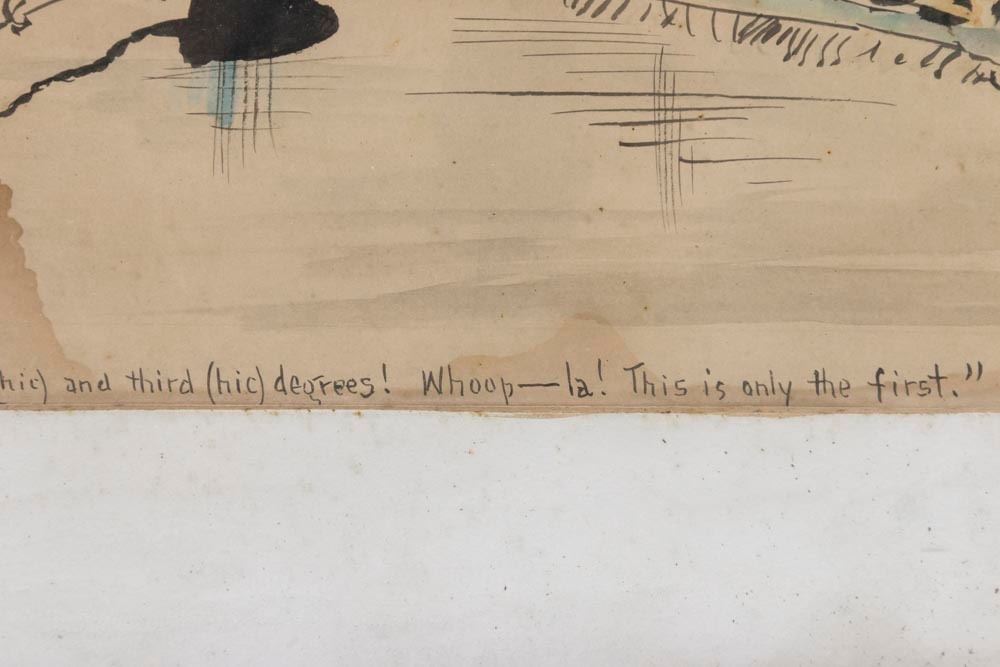 hic) and third (hic) degrees! Whoop—la! This is only the first."